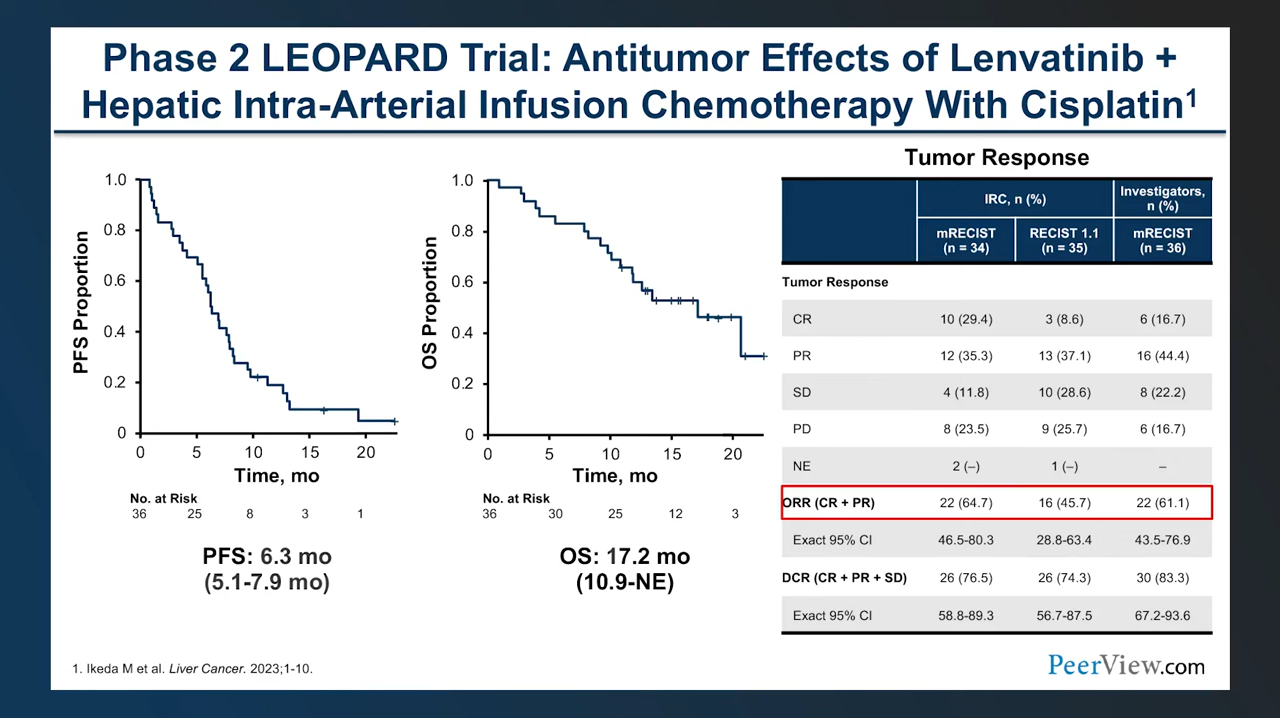 Phase 2 LEOPARD Trial: Antitumor Effects of Lenvatinib +
Hepatic Intra-Arterial Infusion Chemotherapy With Cisplatin1
PFS Proportion
1.0
0.8
0.6
0.4
0.2
0
0 5 10 15 20
Time, mo
No. at Risk
36 25 8 3 1
PFS: 6.3 mo
(5.1-7.9 mo)
OS Proportion
1.0
0.8
0.6
0.4
0.2
0
0 5 10 15 20
Time, mo
No. at Risk
36 30 25 12 3
OS: 17.2 mo
(10.9-NE)
Tumor Response
IRC, n (%) Investigators, n (%)
mRECIST (n = 34) RECIST 1.1 (n = 35) mRECIST (n = 36)
Tumor Response
CR 10 (29.4) 3 (8.6) 6 (16.7)
PR 12 (35.3) 13 (37.1) 16 (44.4)
SD 4 (11.8) 10 (28.6) 8 (22.2)
PD 8 (23.5) 9 (25.7) 6 (16.7)
NE 2 (–) 1 (–) –
ORR (CR + PR) 22 (64.7) 16 (45.7) 22 (61.1)
Exact 95% CI 46.5-80.3 28.8-63.4 43.5-76.9
DCR (CR + PR + SD) 26 (76.5) 26 (74.3) 30 (83.3)
Exact 95% CI 58.8-89.3 56.7-87.5 67.2-93.6
1. Ikeda M et al. Liver Cancer. 2023;1-10.
PeerView.com